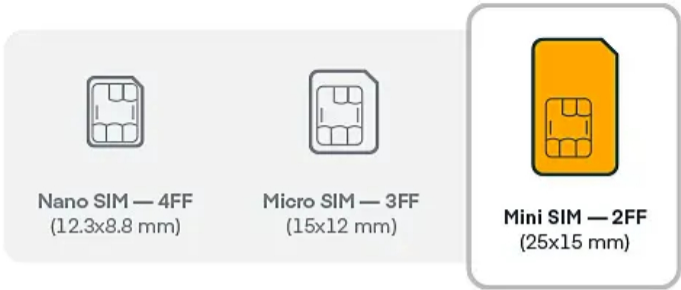 Nano SIM — 4FF
(12.3x8.8 mm)
Micro SIM — 3FF
(15x12 mm)
Mini SIM — 2FF
(25x15 mm)